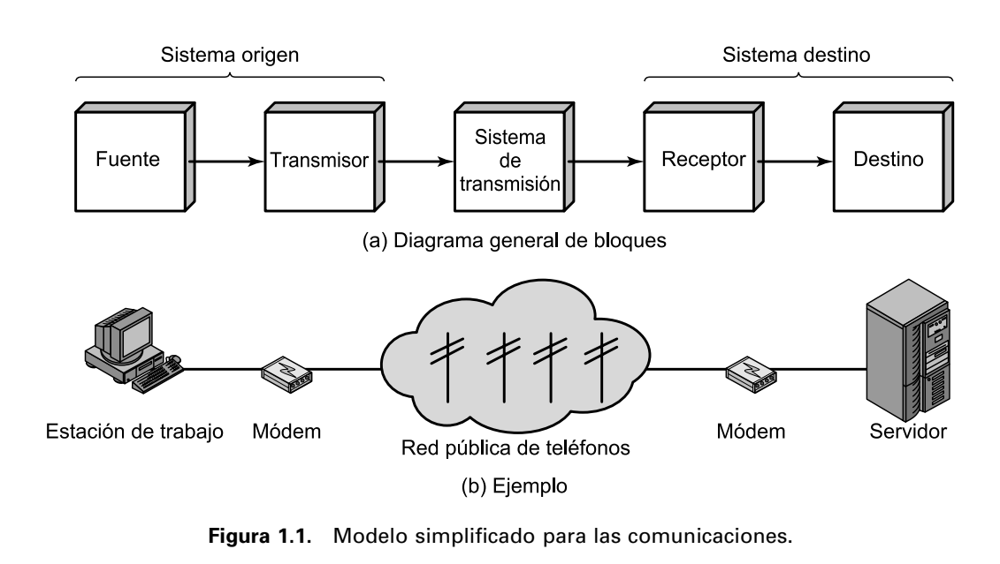 Sistema origen
Sistema destino
Fuente
Transmisor
Sistema
de
transmisión
Receptor
Destino
(a) Diagrama general de bloques
Estación de trabajo
Módem
Red pública de teléfonos
Módem
Servidor
(b) Ejemplo
Figura 1.1. Modelo simplificado para las comunicaciones.